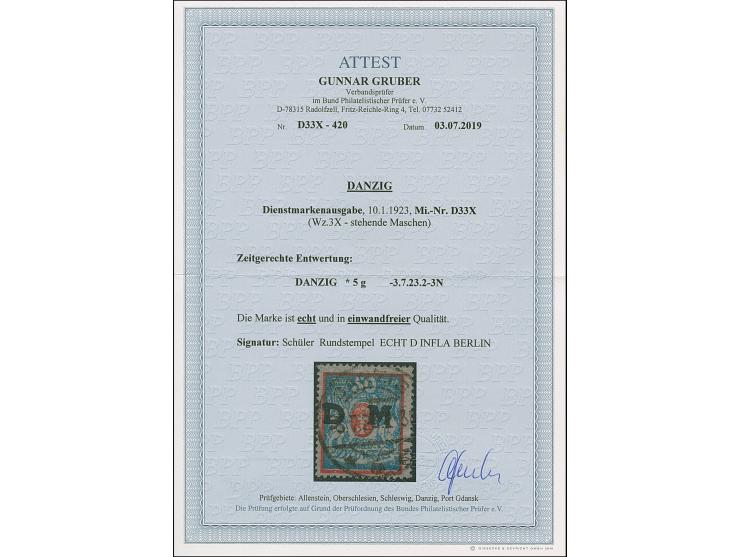 ATTEST
GUNNAR GRUBER
Verbandsprüfer
im Bund Philatelistischer Prüfer e. V.
D-78315 Radolfzell, Fritz-Reichle-Ring 4, Tel. 07732 52412
Nr. D33X - 420 Datum 03.07.2019
DANZIG
Dienstmarkenausgabe, 10.1.1923, Mi.-Nr. D33X
(Wz.3X - stehende Maschen)
Zeitgerechte Entwertung:
DANZIG * 5 g -3.7.23.2-3N
Die Marke ist echt und in einwandfreier Qualität.
Signatur: Schüler Rundstempel ECHT D INFLA BERLIN
D M
Prüfgebiete: Allenstein, Oberschlesien, Schleswig, Danzig, Port Gdansk
Die Prüfung erfolgte auf Grund der Prüfordnung des Bundes Philatelistischer Prüfer e.V.